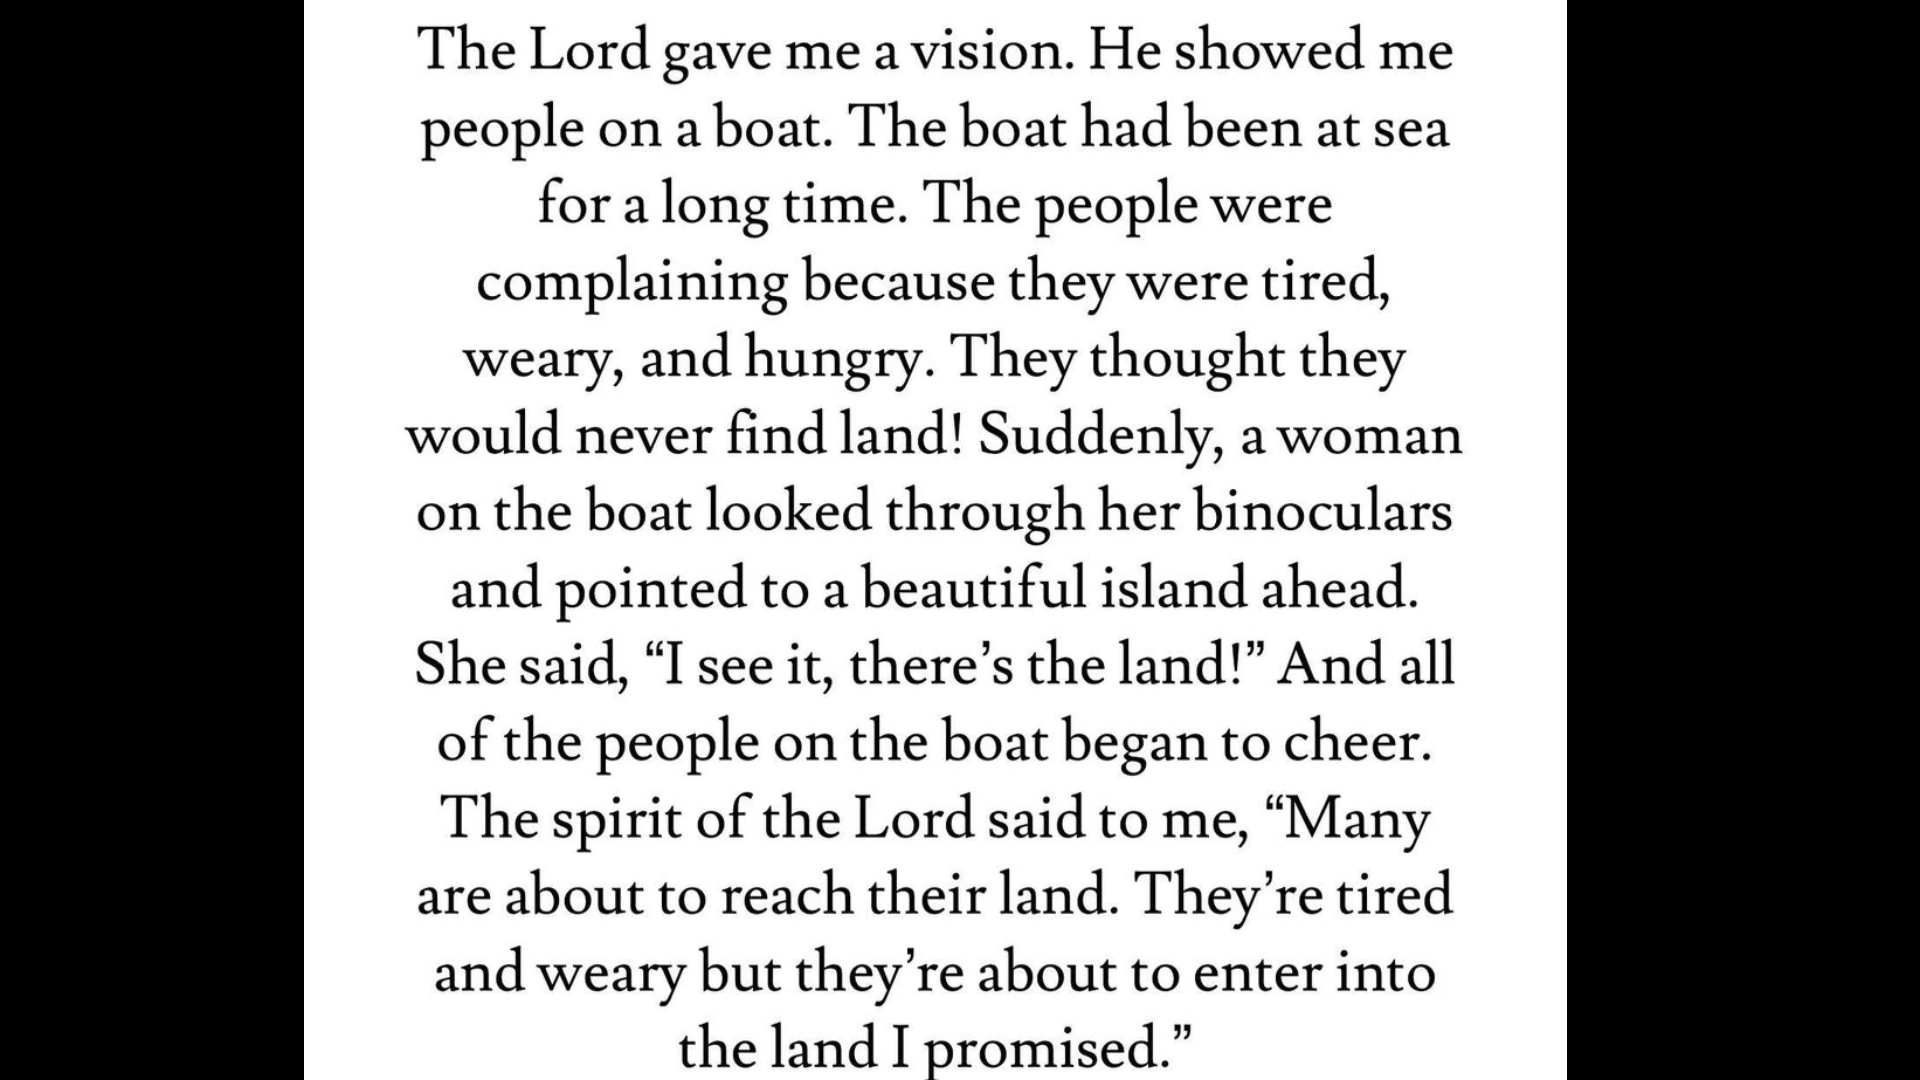 The Lord gave me a vision. He showed me
people on a boat. The boat had been at sea
for a long time. The people were
complaining because they were tired,
weary, and hungry. They thought they
would never find land! Suddenly, a woman
on the boat looked through her binoculars
and pointed to a beautiful island ahead.
She said, “I see it, there’s the land!” And all
of the people on the boat began to cheer.
The spirit of the Lord said to me, “Many
are about to reach their land. They’re tired
and weary but they’re about to enter into
the land I promised.”